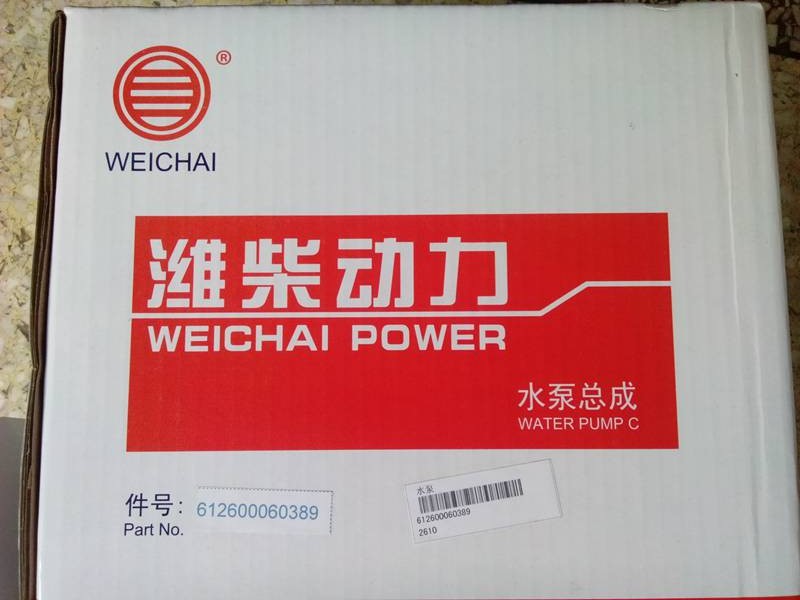 ®
WEICHAI
潍柴动力
WEICHAI POWER
水泵总成
WATER PUMP C
件号: 612600060389
Part No.
水泵
612600060389
2610